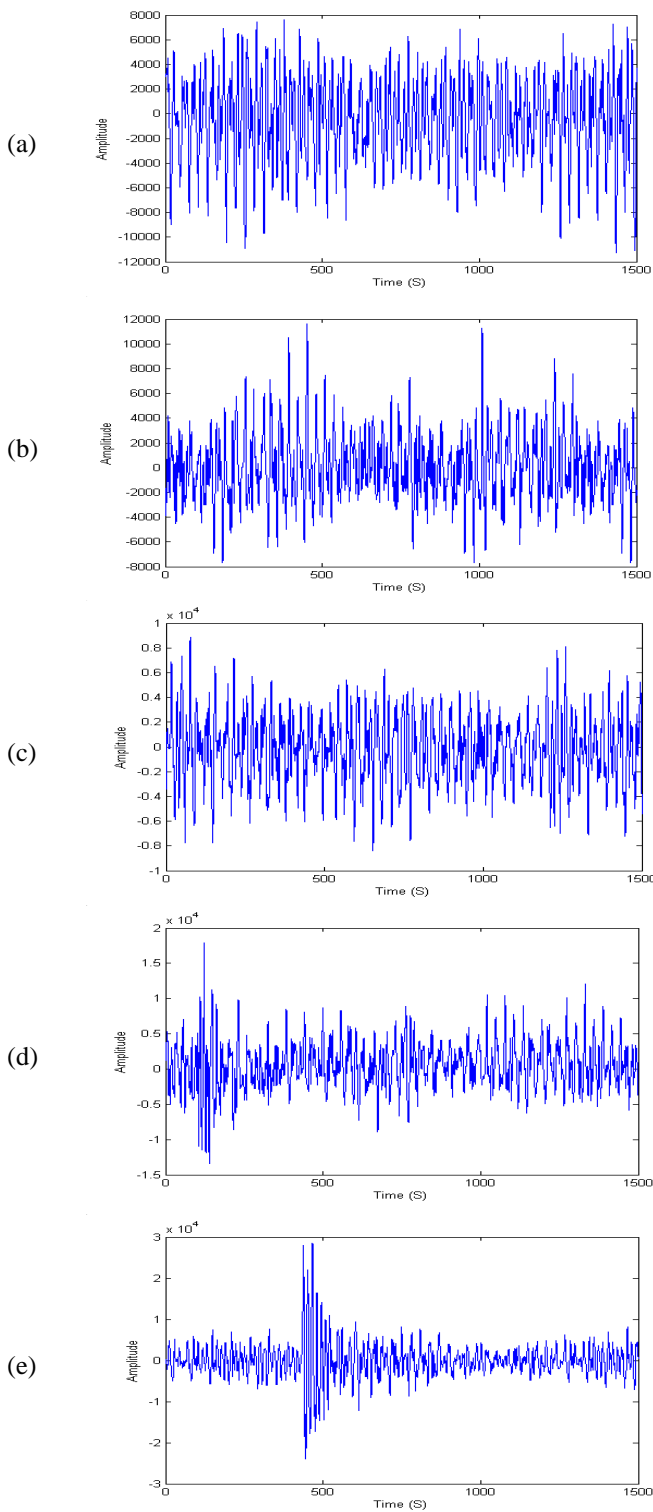 8000
6000
4000
2000
0
-2000
-4000
-6000
-8000
-10000
-12000
Amplitude
(a)
0 500 1000 1500
Time (S)
12000
10000
8000
6000
4000
2000
0
-2000
-4000
-6000
-8000
Amplitude
(b)
0 500 1000 1500
Time (S)
x 10^4
1
0.8
0.6
0.4
0.2
0
-0.2
-0.4
-0.6
-0.8
-1
Amplitude
(c)
0 500 1000 1500
Time (S)
x 10^4
2
1.5
1
0.5
0
-0.5
-1
-1.5
Amplitude
(d)
0 500 1000 1500
Time (S)
x 10^4
3
2
1
0
-1
-2
-3
Amplitude
(e)
0 500 1000 1500
Time (S)